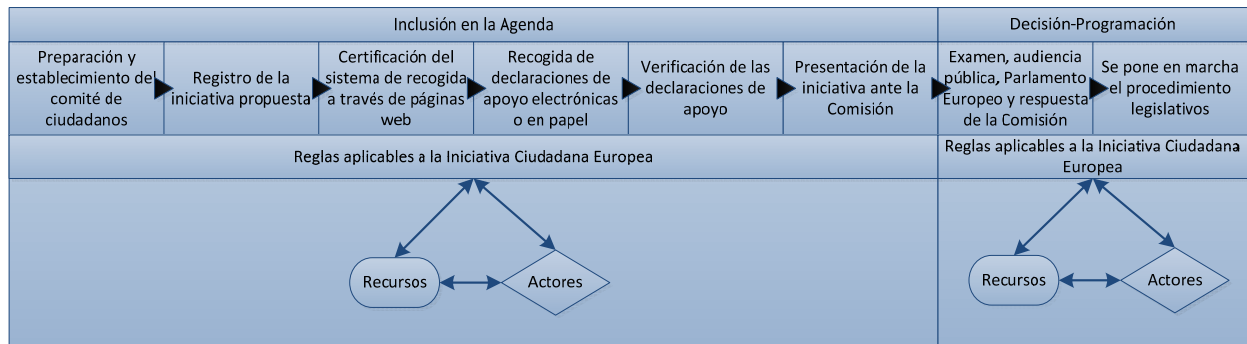 Inclusión en la Agenda
Decisión-Programación
Preparación y
establecimiento del
comité de
ciudadanos
Registro de la
iniciativa propuesta
Certificación del
sistema de recogida
a través de páginas
web
Recogida de
declaraciones de
apoyo electrónicas
o en papel
Verificación de las
declaraciones de
apoyo
Presentación de la
iniciativa ante la
Comisión
Examen, audiencia
pública, Parlamento
Europeo y respuesta
de la Comisión
Se pone en marcha
el procedimiento
legislativos
Reglas aplicables a la Iniciativa Ciudadana Europea
Reglas aplicables a la Iniciativa Ciudadana
Europea
Recursos
Actores
Recursos
Actores